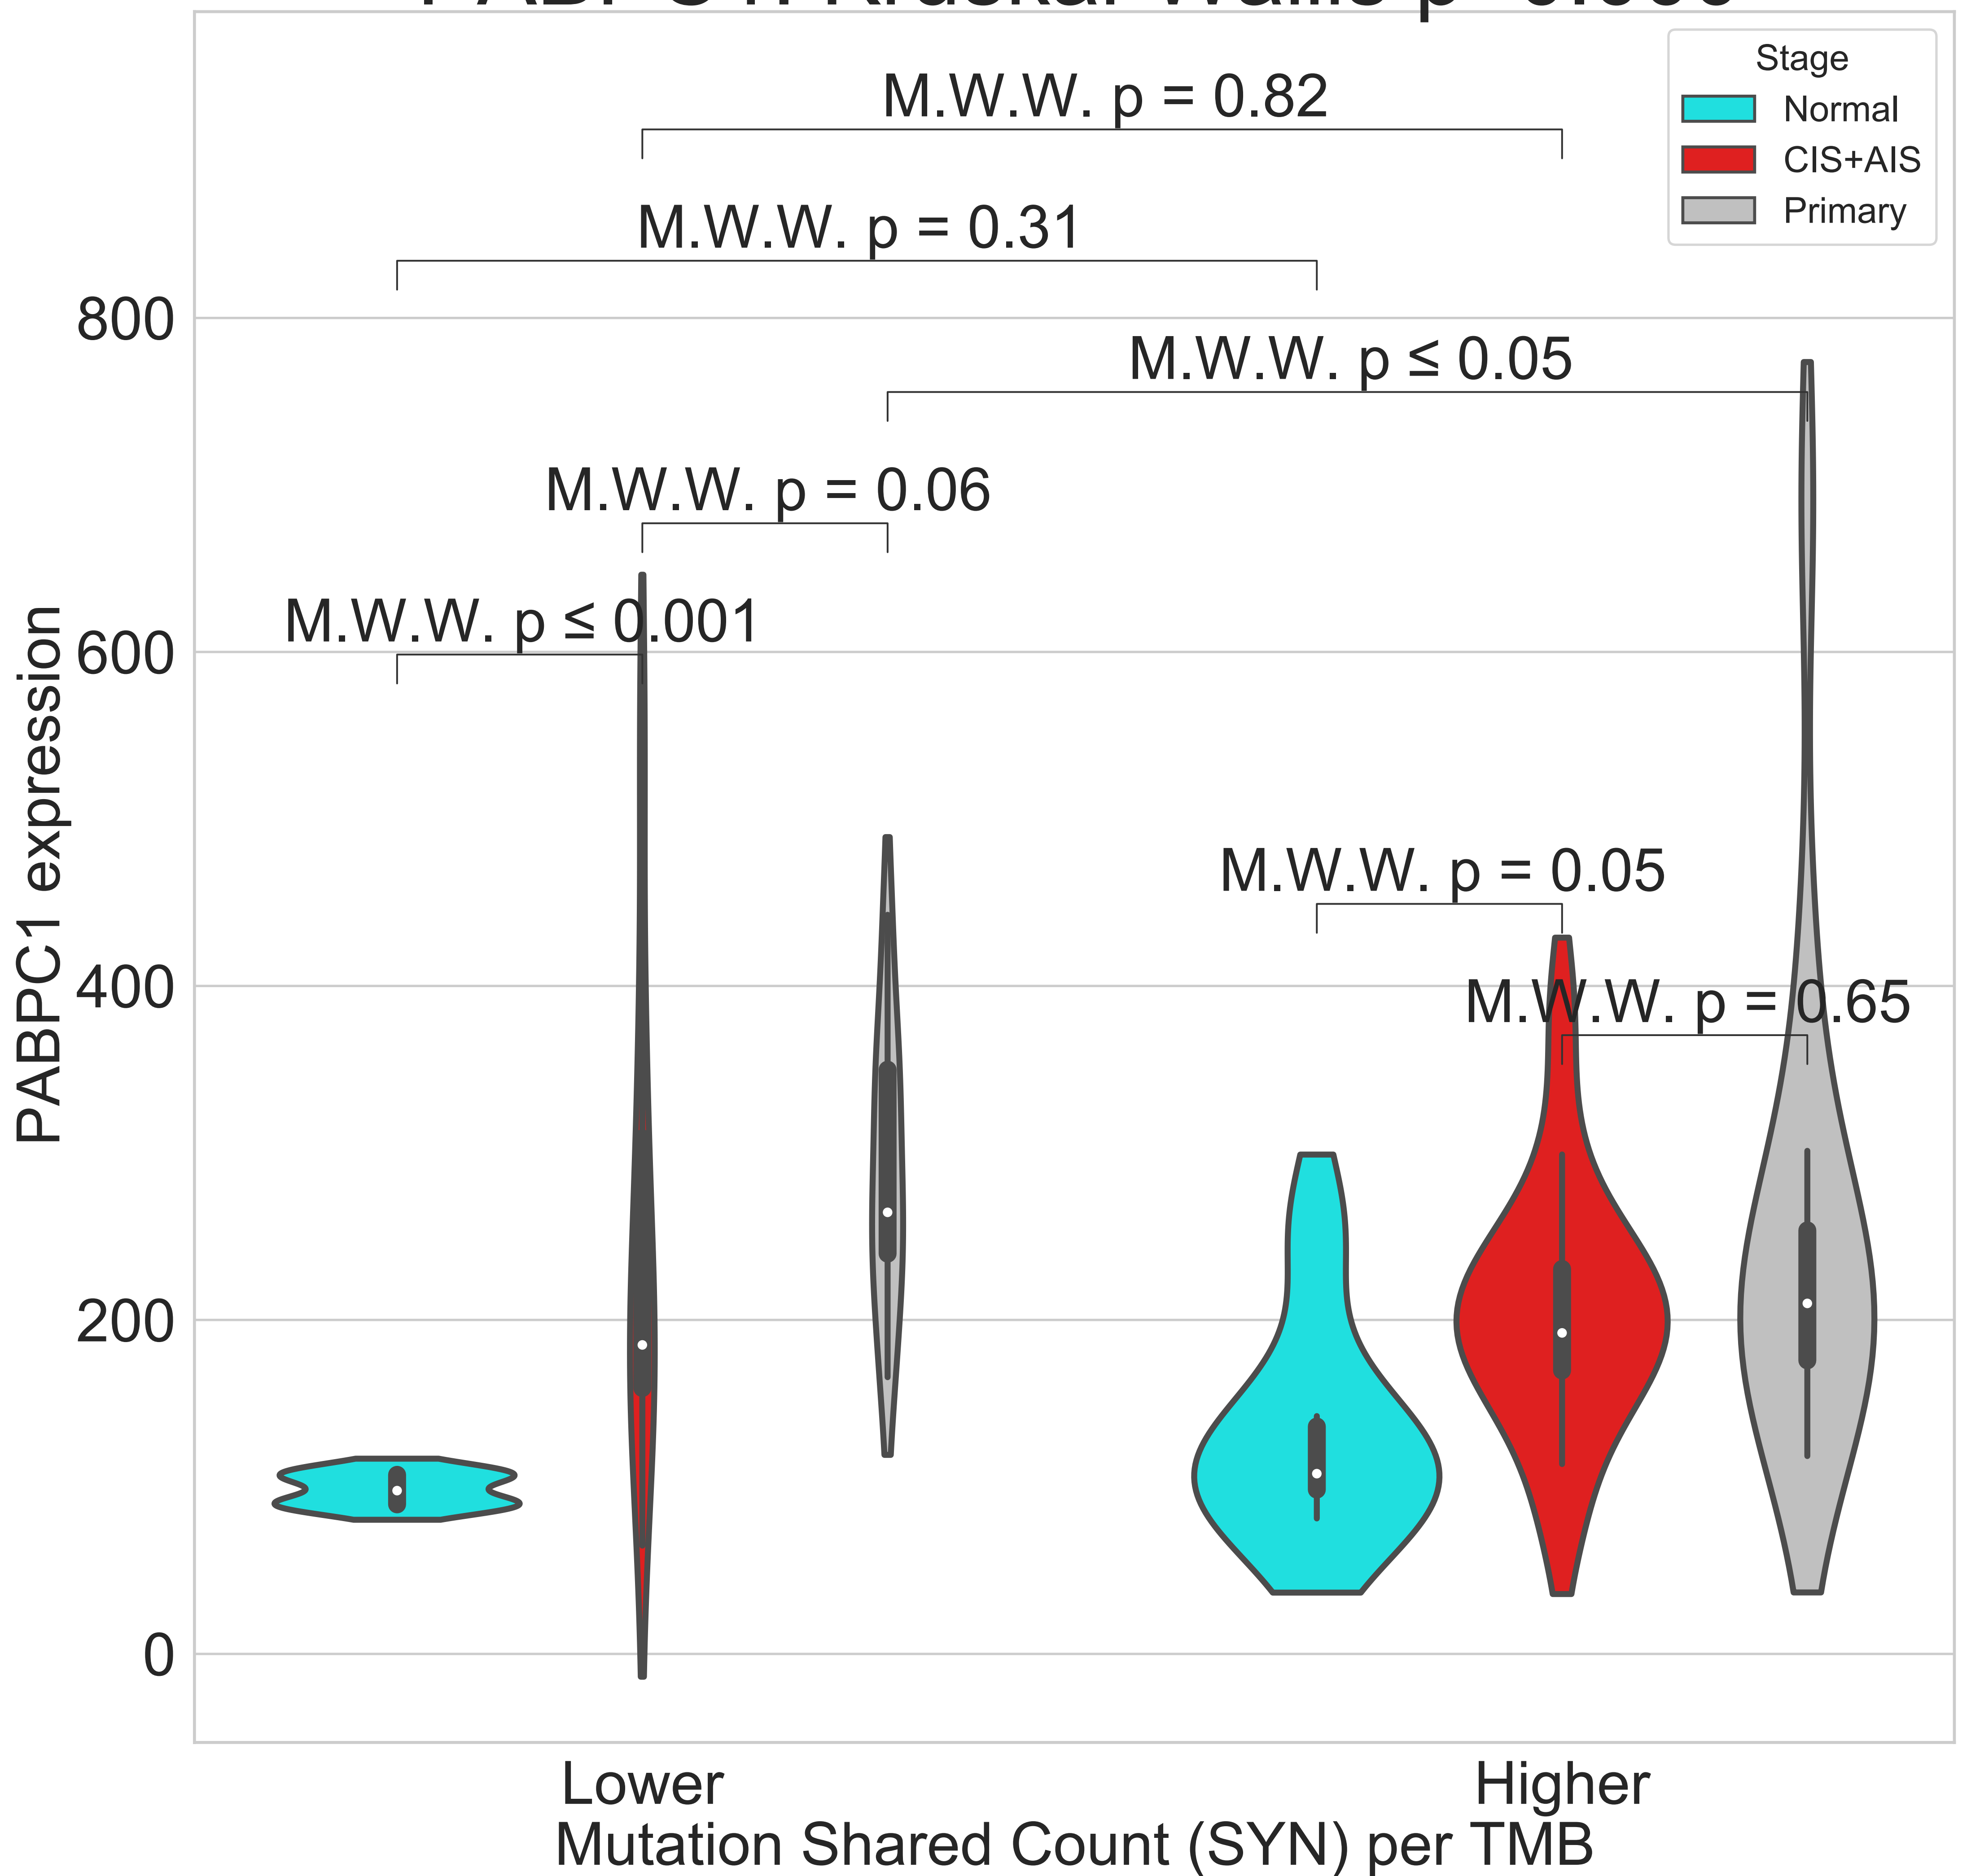 Stage
Normal
CIS+AIS
Primary
M.W.W. p = 0.82
M.W.W. p = 0.31
M.W.W. p ≤ 0.05
M.W.W. p = 0.06
M.W.W. p ≤ 0.001
M.W.W. p = 0.05
M.W.W. p = 0.65
PABPC1 expression
800
600
400
200
0
Lower
Higher
Mutation Shared Count (SYN) per TMB